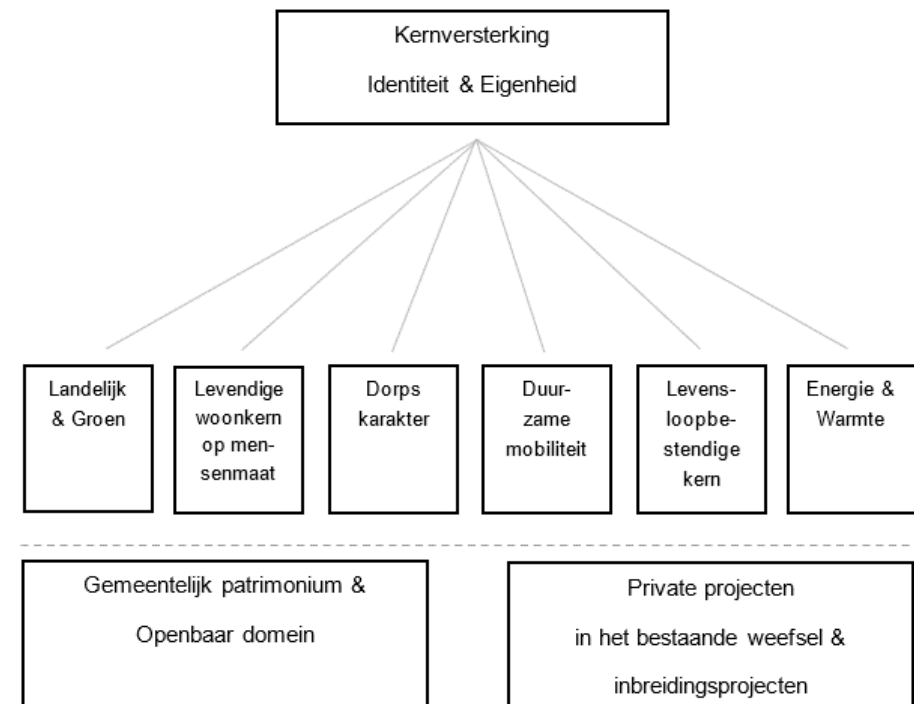 Kernversterking
Identiteit & Eigenheid
Landelijk
& Groen
Levendige
woonkern
op men-
senmaat
Dorps
karakter
Duur-
zame
mobiliteit
Levens-
loopbe-
stendige
kern
Energie &
Warmte
Gemeentelijk patrimonium &
Openbaar domein
Private projecten
in het bestaande weefsel &
inbreidingsprojecten